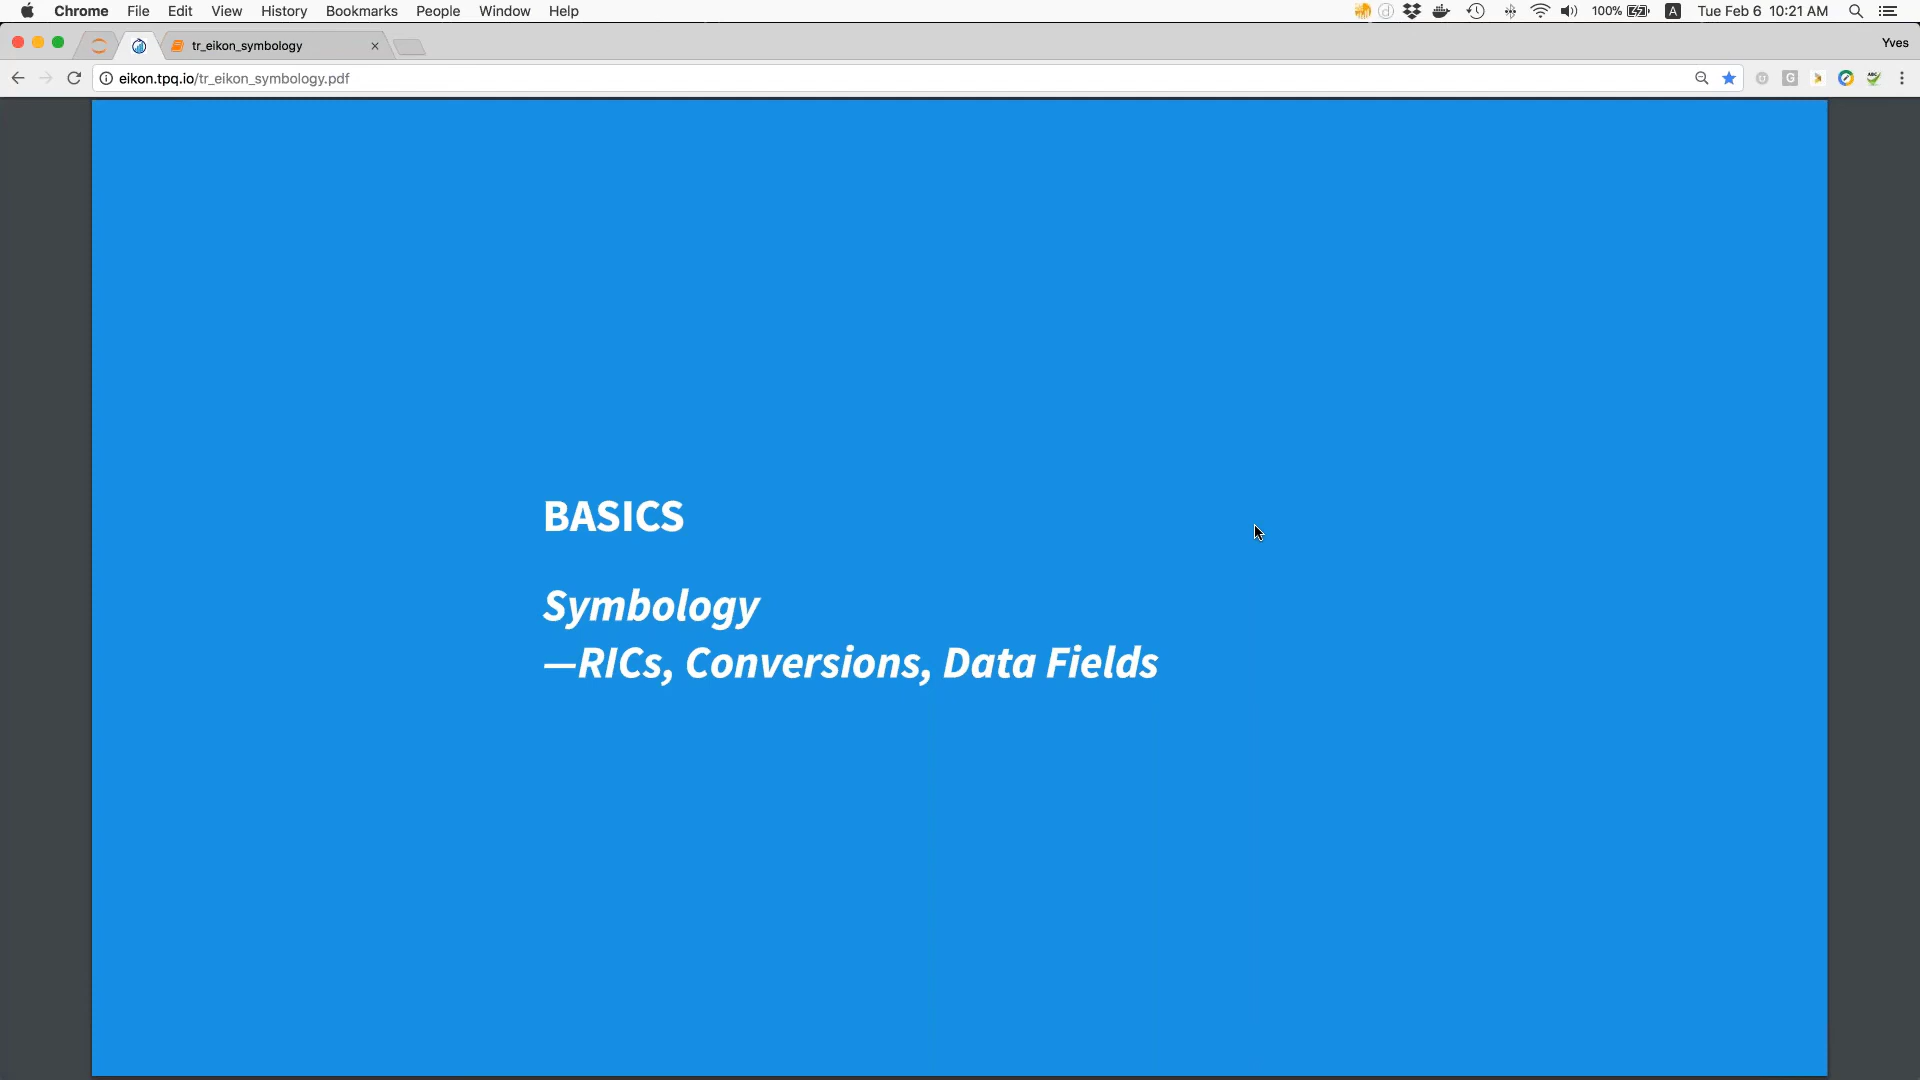 Chrome File Edit View History Bookmarks People Window Help 100% A Tue Feb 6 10:21 AM
tr_eikon_symbology Yves
eikon.tpq.io/tr_eikon_symbology.pdf G ABC
BASICS
Symbology
—RICs, Conversions, Data Fields